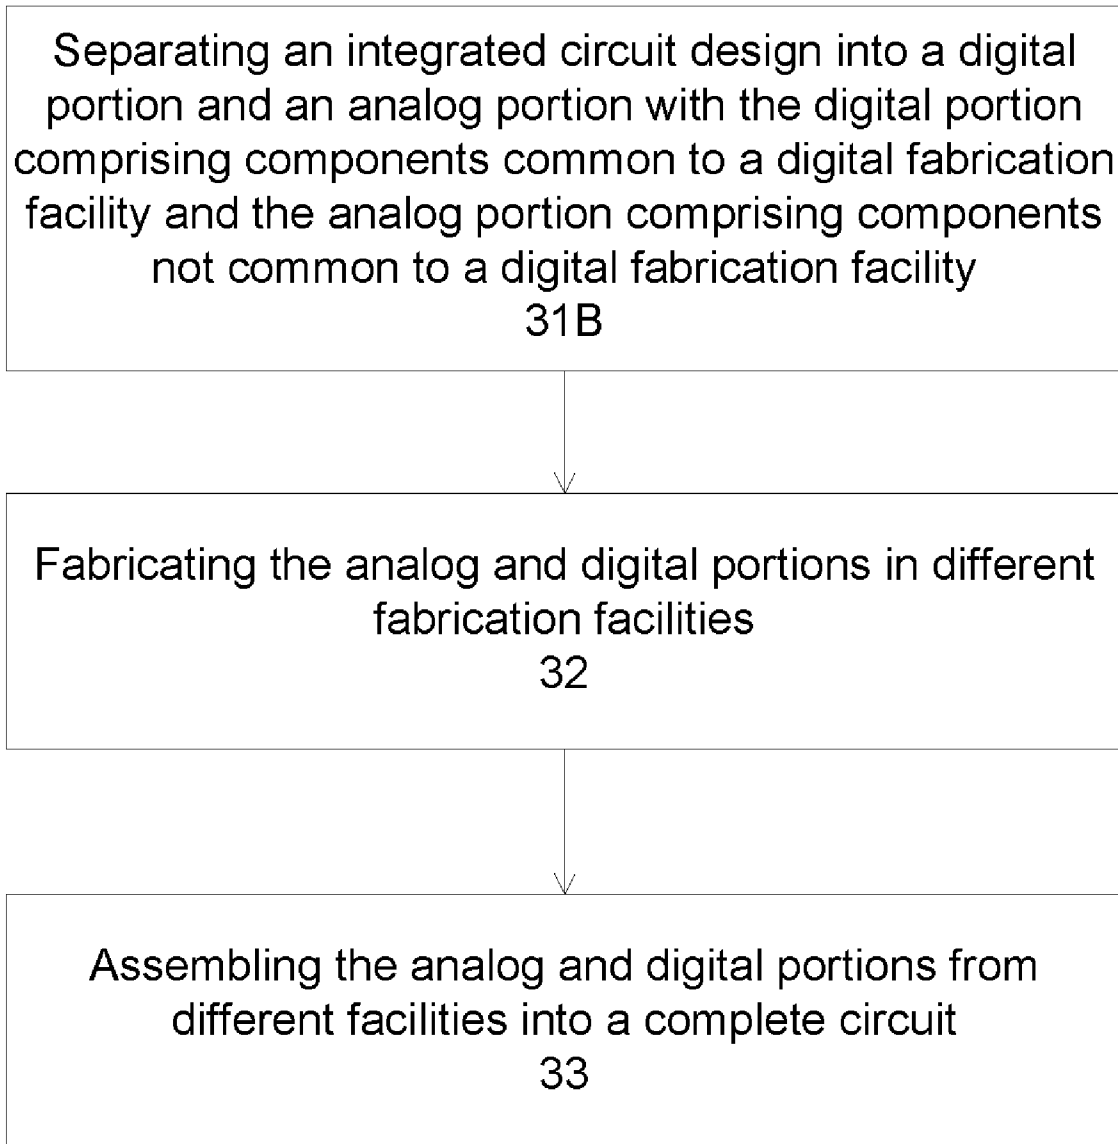 Separating an integrated circuit design into a digital
portion and an analog portion with the digital portion
comprising components common to a digital fabrication
facility and the analog portion comprising components
not common to a digital fabrication facility
31B
Fabricating the analog and digital portions in different
fabrication facilities
32
Assembling the analog and digital portions from
different facilities into a complete circuit
33